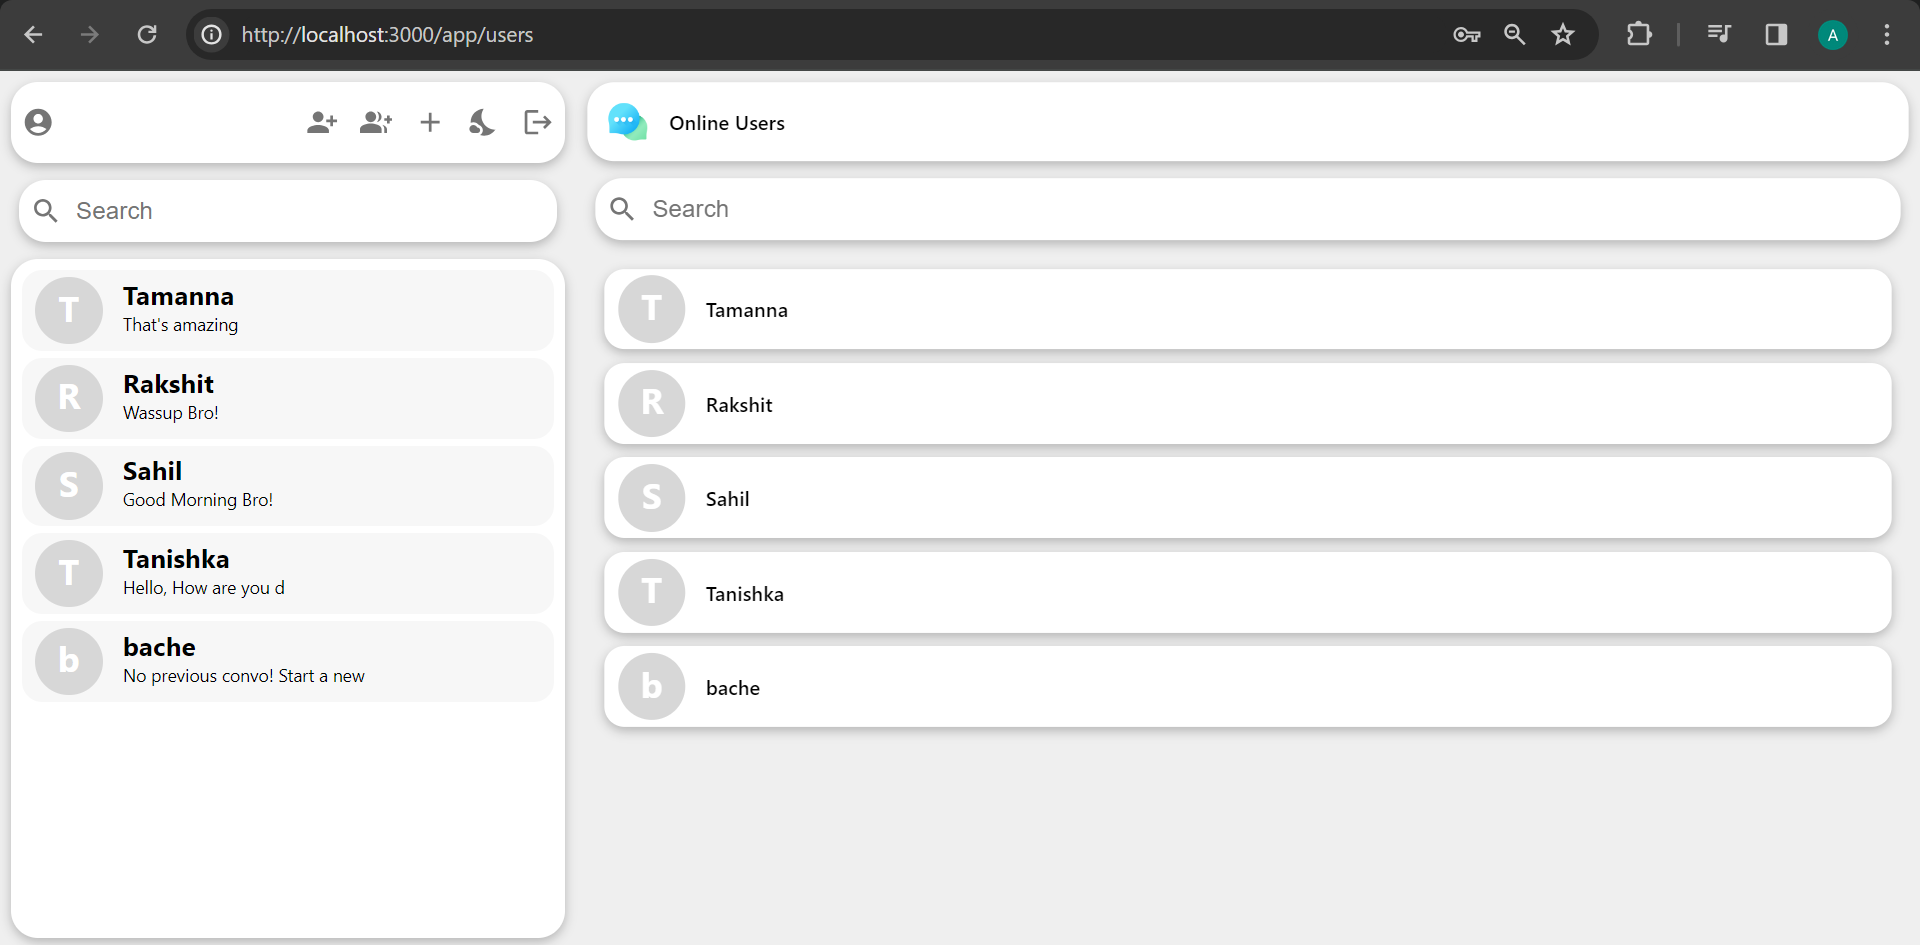 http://localhost:3000/app/users
A
Search
T
Tamanna
That's amazing
R
Rakshit
Wassup Bro!
S
Sahil
Good Morning Bro!
T
Tanishka
Hello, How are you d
b
bache
No previous convo! Start a new
Online Users
Search
T
Tamanna
R
Rakshit
S
Sahil
T
Tanishka
b
bache